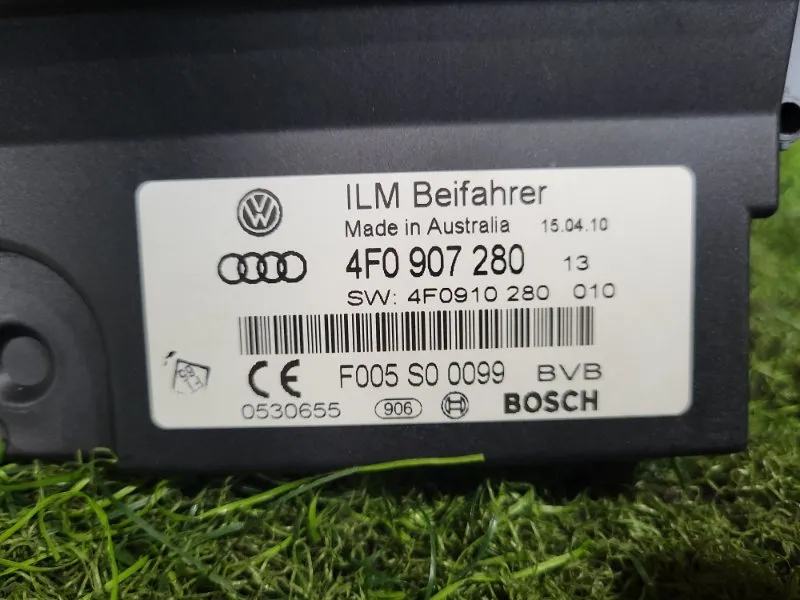 ILM Beifahrer
Made in Australia 15.04.10
4F0 907 280 13
SW: 4F0910 280 010
CE F005 S0 0099 BVB
0530655 906 BOSCH